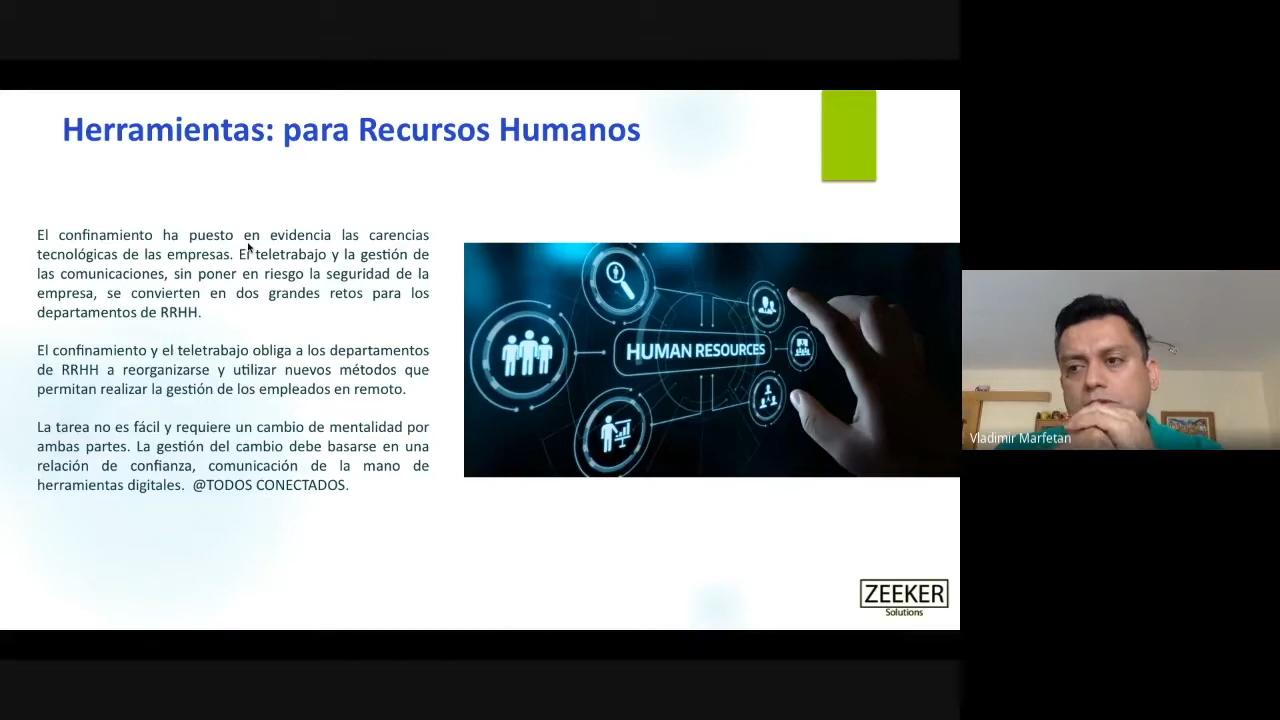 Herramientas: para Recursos Humanos
El confinamiento ha puesto en evidencia las carencias
tecnológicas de las empresas. El teletrabajo y la gestión de
las comunicaciones, sin poner en riesgo la seguridad de la
empresa, se convierten en dos grandes retos para los
departamentos de RRHH.
El confinamiento y el teletrabajo obliga a los departamentos
de RRHH a reorganizarse y utilizar nuevos métodos que
permitan realizar la gestión de los empleados en remoto.
La tarea no es fácil y requiere un cambio de mentalidad por
ambas partes. La gestión del cambio debe basarse en una
relación de confianza, comunicación de la mano de
herramientas digitales. @TODOS CONECTADOS.
HUMAN RESOURCES
ZEEKER
Solutions
Vladimir Marfetan